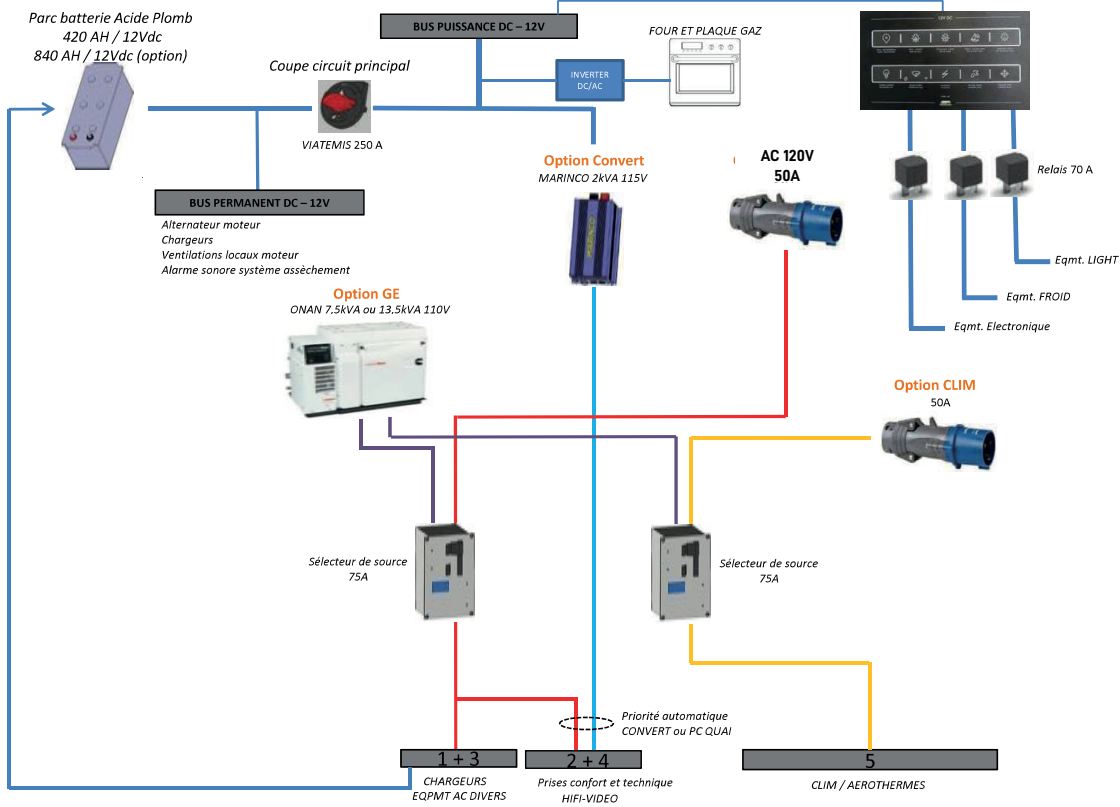 Parc batterie Acide Plomb
420 AH / 12Vdc
840 AH / 12Vdc (option)
BUS PUISSANCE DC – 12V
FOUR ET PLAQUE GAZ
12V DC
Coupe circuit principal
INVERTER
DC/AC
VIATEMIS 250 A
Option Convert
MARINCO 2kVA 115V
AC 120V
50A
Relais 70 A
BUS PERMANENT DC – 12V
Alternateur moteur
Chargeurs
Ventilations locaux moteur
Alarme sonore système assèchement
MARINCO
Eqmt. LIGHT
Eqmt. FROID
Eqmt. Electronique
Option GE
ONAN 7,5kVA ou 13,5kVA 110V
Option CLIM
50A
Sélecteur de source
75A
Sélecteur de source
75A
Priorité automatique
CONVERT ou PC QUAI
1 + 3
2 + 4
5
CHARGEURS
EQPMT AC DIVERS
Prises confort et technique
HIFI-VIDEO
CLIM / AEROTHERMES